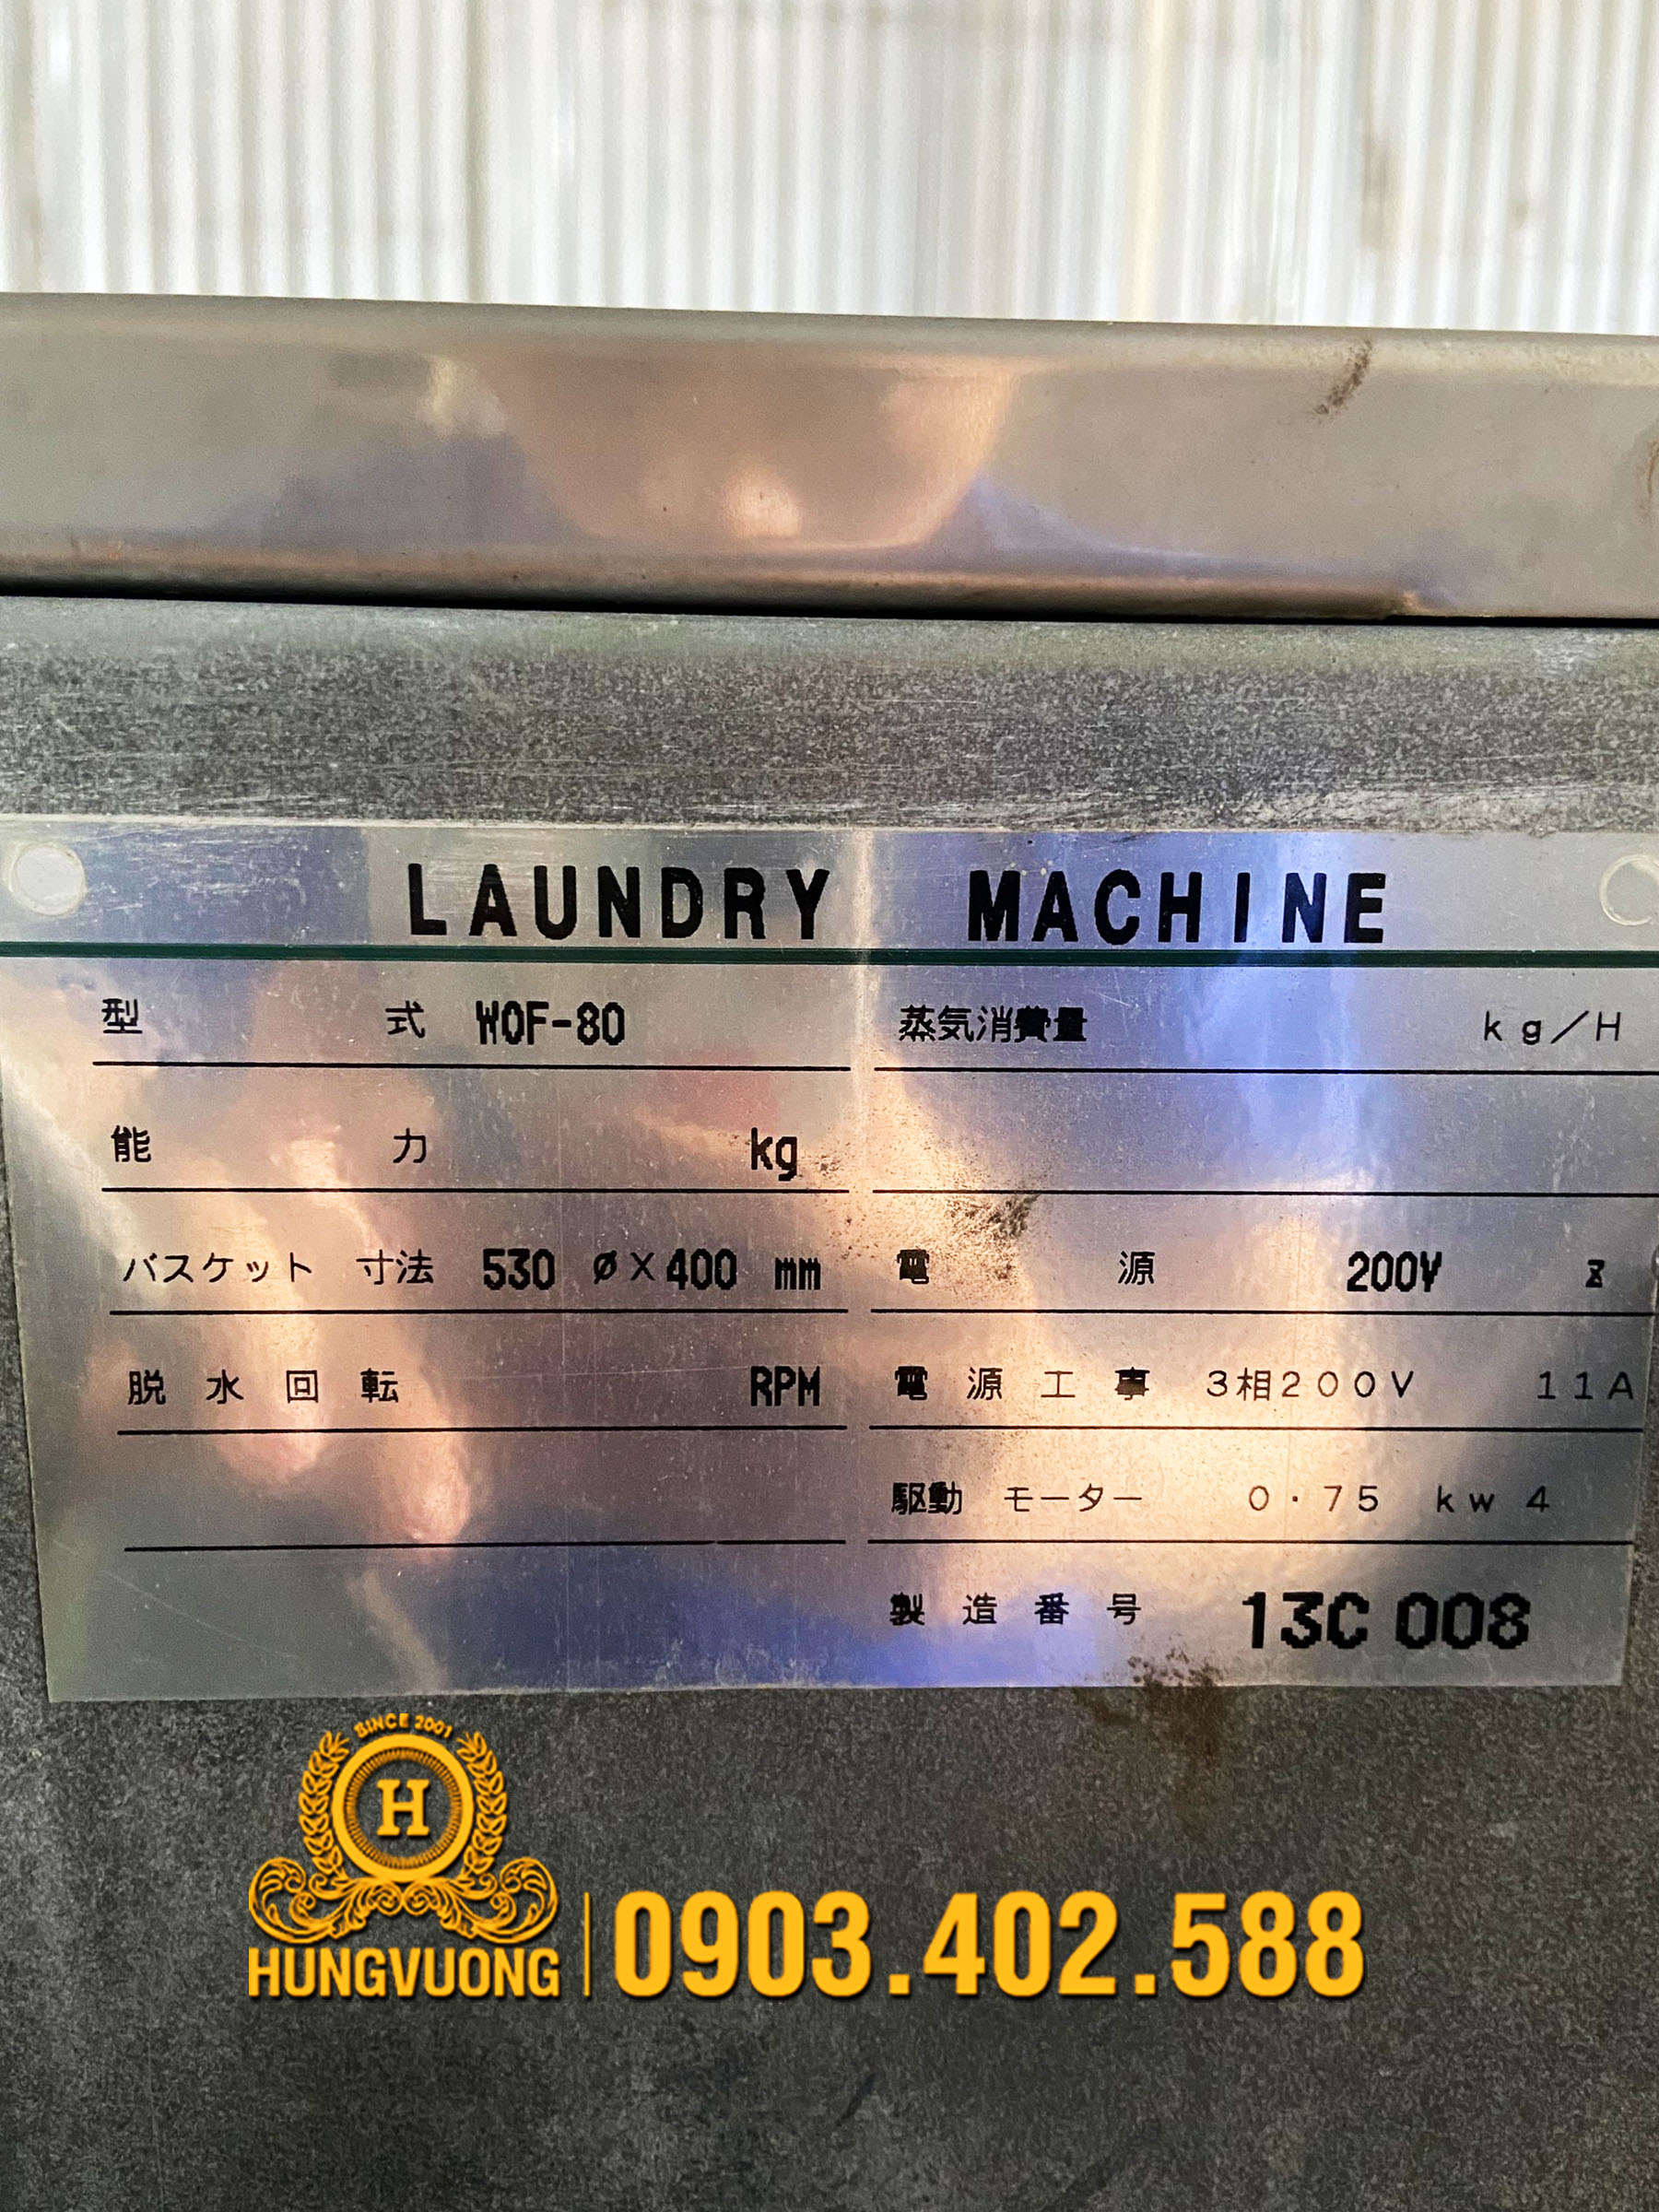 LAUNDRY MACHINE
型 式 WOF-80
能 力 kg
バスケット 寸法 530 ø×400 mm
脱 水 回 転 RPM
蒸気消費量 kg/H
電 源 200V
電 源 工 事 3相200V 11A
駆動 モーター 0.75 kw 4
製 造 番 号 13C 008
SINCE 2001
H
HUNGVUONG
0903.402.588